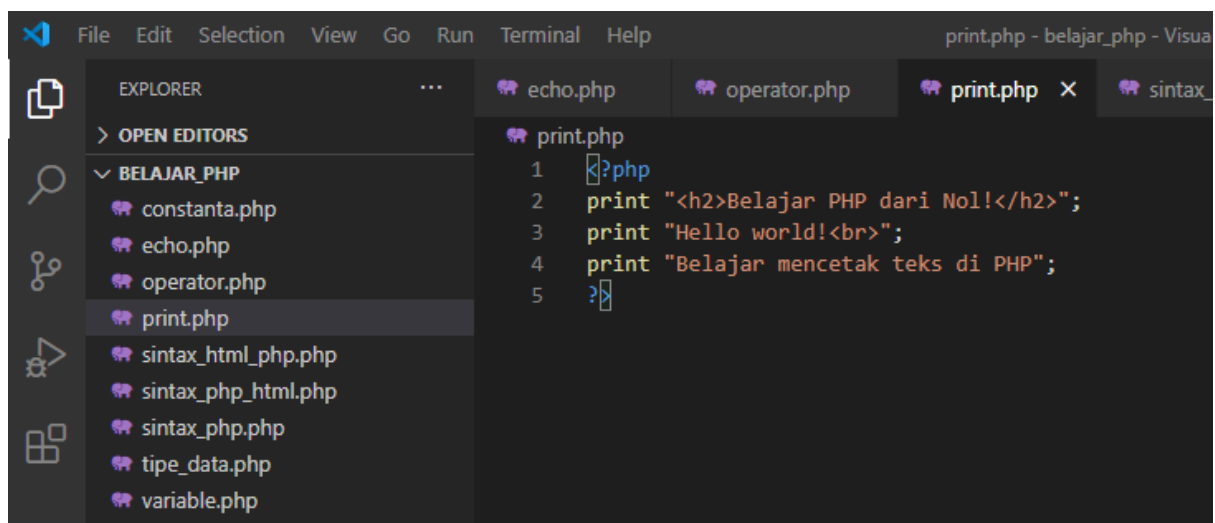 File Edit Selection View Go Run Terminal Help print.php - belajar_php - Visua
EXPLORER ...
OPEN EDITORS
BELAJAR_PHP
constanta.php
echo.php
operator.php
print.php
sintax_html_php.php
sintax_php_html.php
sintax_php.php
tipe_data.php
variable.php
echo.php operator.php print.php sintax_
print.php
1 <?php
2 print "<h2>Belajar PHP dari Nol!</h2>";
3 print "Hello world!<br>";
4 print "Belajar mencetak teks di PHP";
5 ?>